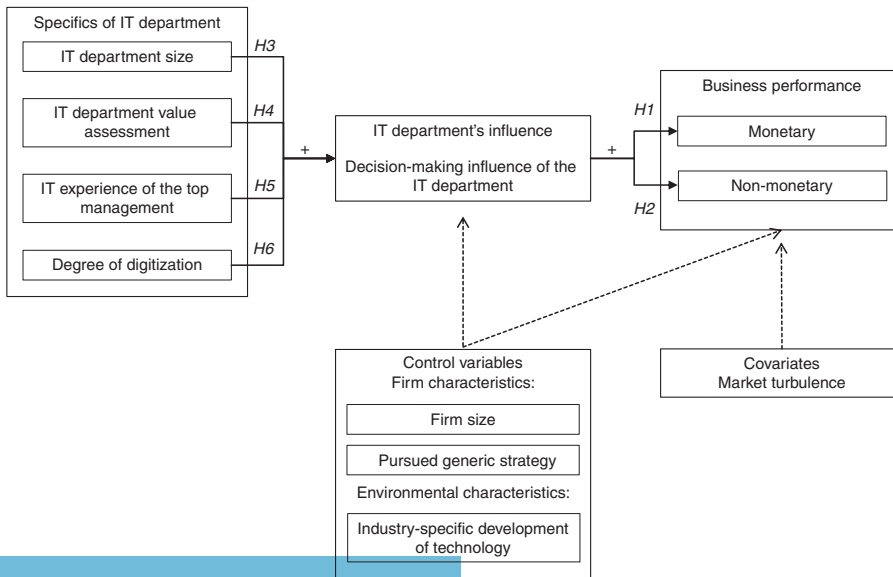 Specifics of IT department
IT department size
H3
IT department value
assessment
H4
IT experience of the top
management
H5
Degree of digitization
H6
+
IT department's influence
Decision-making influence of the
IT department
+
H1
H2
Business performance
Monetary
Non-monetary
Control variables
Firm characteristics:
Firm size
Pursued generic strategy
Environmental characteristics:
Industry-specific development
of technology
Covariates
Market turbulence